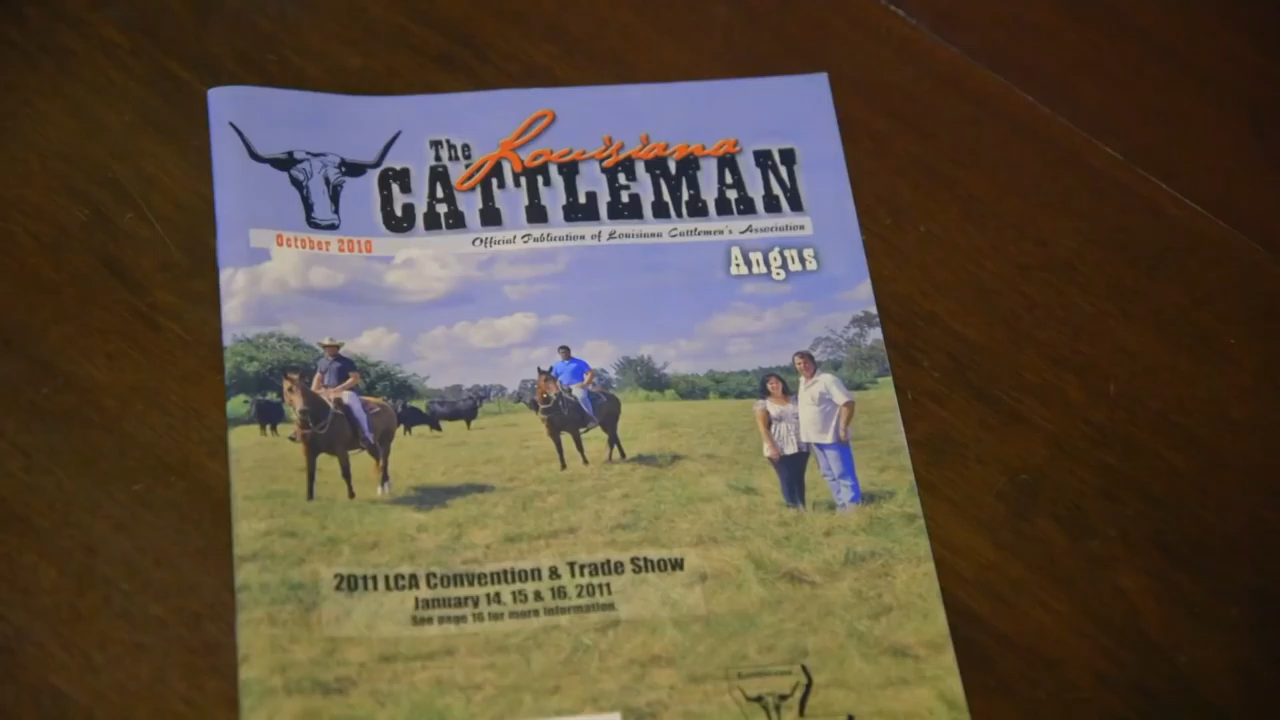 The Louisiana
CATTLEMAN
October 2010
Official Publication of Louisiana Cattlemen's Association
Angus
2011 LCA Convention & Trade Show
January 14, 15 & 16, 2011
See page 16 for more information.